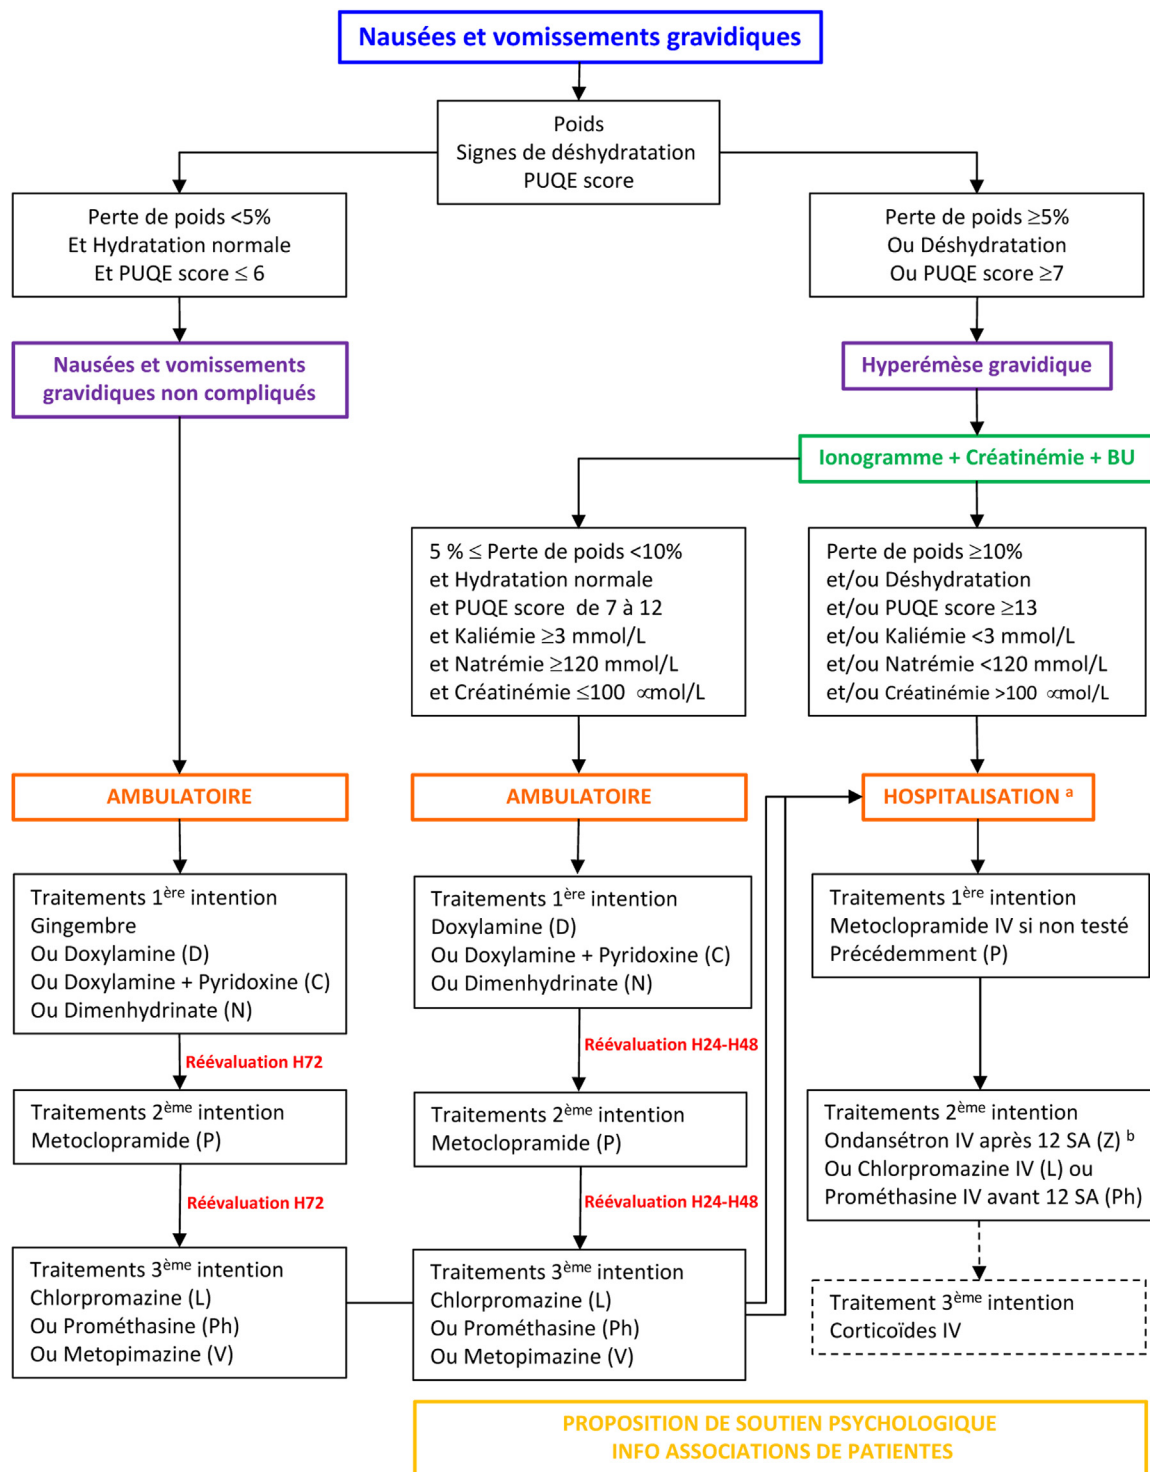 Nausées et vomissements gravidiques
Poids
Signes de déshydratation
PUQE score
Perte de poids <5%
Et Hydratation normale
Et PUQE score ≤ 6
Perte de poids ≥5%
Ou Déshydratation
Ou PUQE score ≥7
Nausées et vomissements
gravidiques non compliqués
Hyperémèse gravidique
Ionogramme + Créatinémie + BU
5 % ≤ Perte de poids <10%
et Hydratation normale
et PUQE score de 7 à 12
et Kaliémie ≥3 mmol/L
et Natrémie ≥120 mmol/L
et Créatinémie ≤100 ∝mol/L
Perte de poids ≥10%
et/ou Déshydratation
et/ou PUQE score ≥13
et/ou Kaliémie <3 mmol/L
et/ou Natrémie <120 mmol/L
et/ou Créatinémie >100 ∝mol/L
AMBULATOIRE
AMBULATOIRE
HOSPITALISATION ᵃ
Traitements 1ère intention
Gingembre
Ou Doxylamine (D)
Ou Doxylamine + Pyridoxine (C)
Ou Dimenhydrinate (N)
Traitements 1ère intention
Doxylamine (D)
Ou Doxylamine + Pyridoxine (C)
Ou Dimenhydrinate (N)
Traitements 1ère intention
Metoclopramide IV si non testé
Précédemment (P)
Réévaluation H72
Réévaluation H24-H48
Traitements 2ème intention
Metoclopramide (P)
Traitements 2ème intention
Metoclopramide (P)
Traitements 2ème intention
Ondansétron IV après 12 SA (Z) ᵇ
Ou Chlorpromazine IV (L) ou
Prométhasine IV avant 12 SA (Ph)
Réévaluation H72
Réévaluation H24-H48
Traitements 3ème intention
Chlorpromazine (L)
Ou Prométhasine (Ph)
Ou Metopimazine (V)
Traitements 3ème intention
Chlorpromazine (L)
Ou Prométhasine (Ph)
Ou Metopimazine (V)
Traitement 3ème intention
Corticoïdes IV
PROPOSITION DE SOUTIEN PSYCHOLOGIQUE
INFO ASSOCIATIONS DE PATIENTES